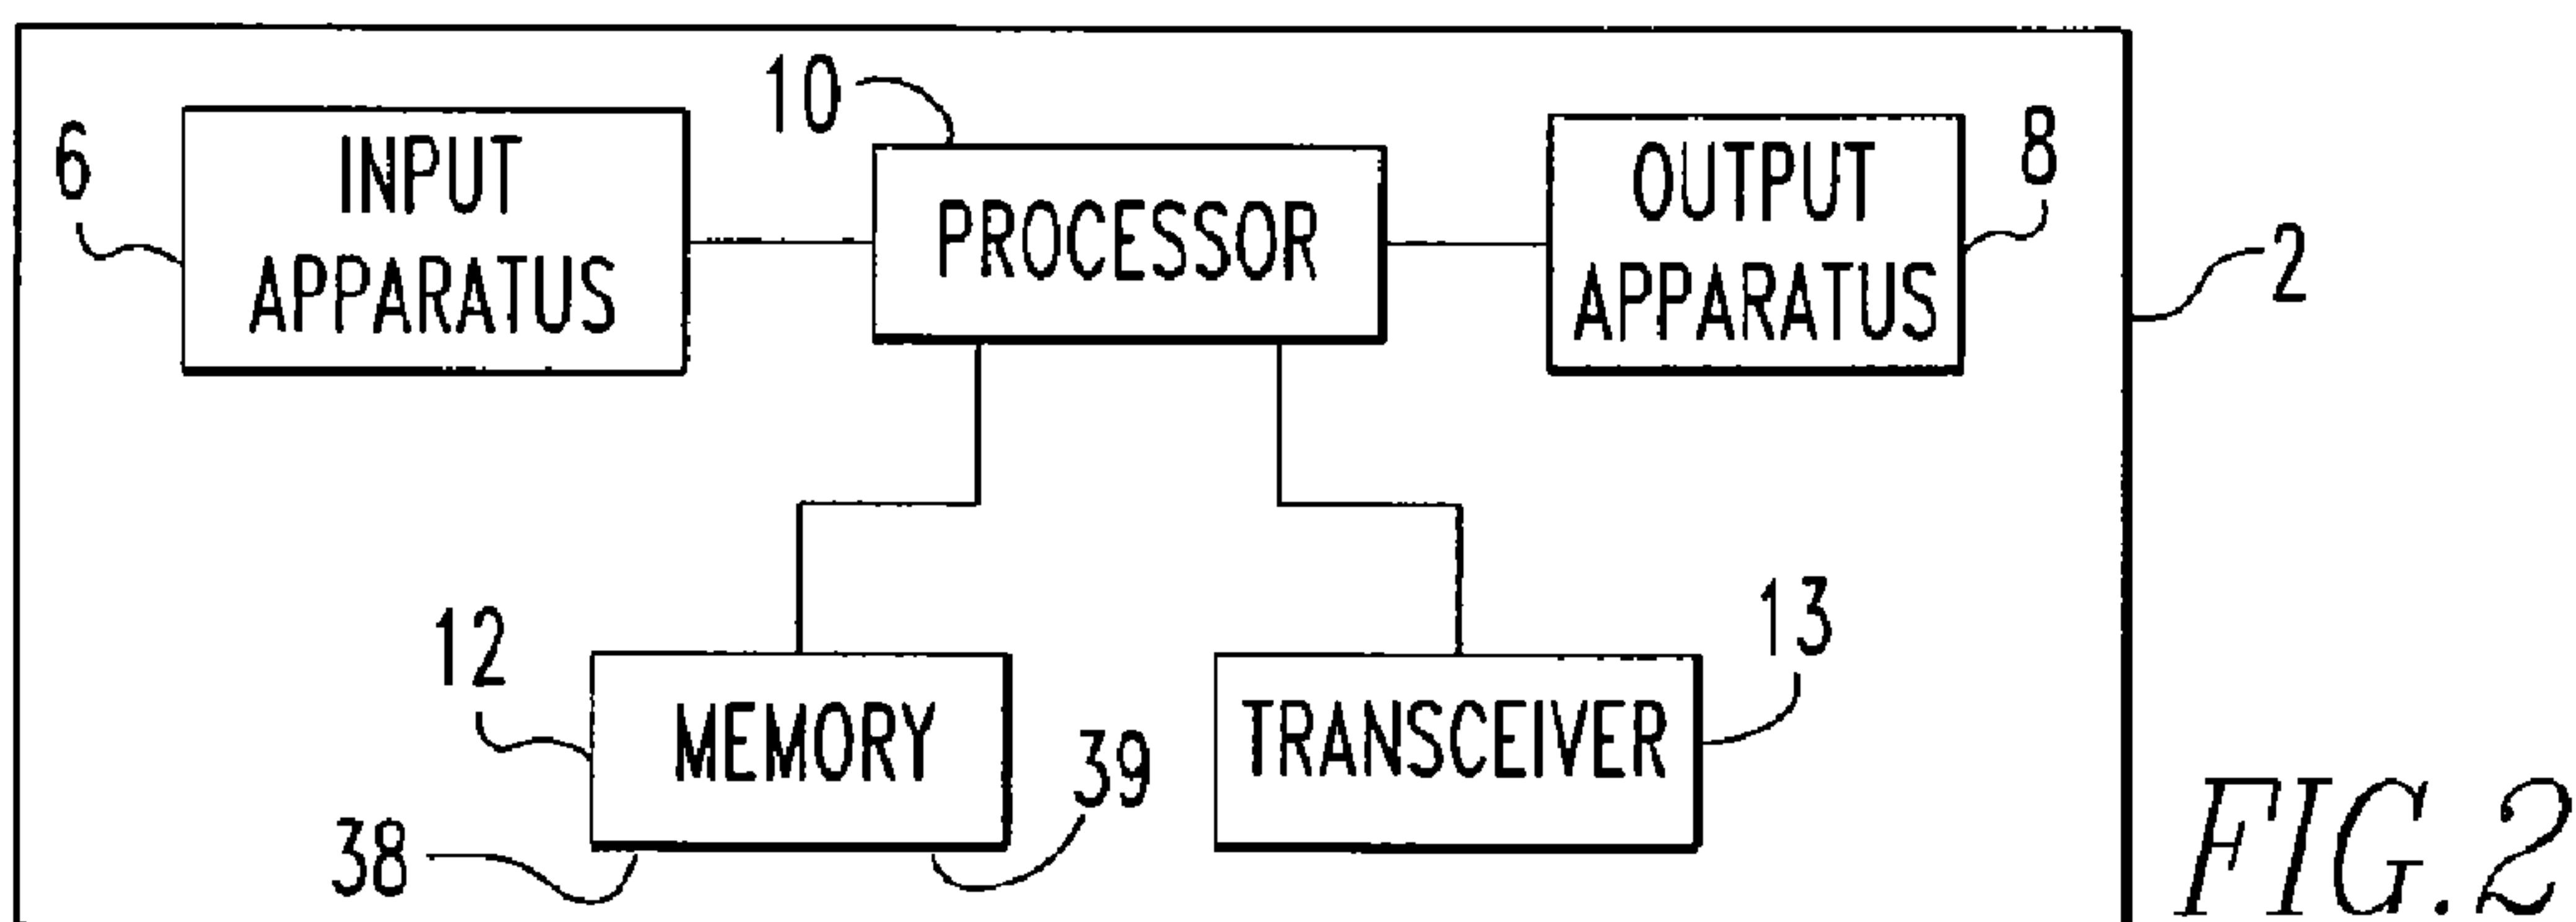 10
6
INPUT
APPARATUS
PROCESSOR
OUTPUT
APPARATUS
8
2
12
MEMORY
13
TRANSCEIVER
38
39
FIG.2